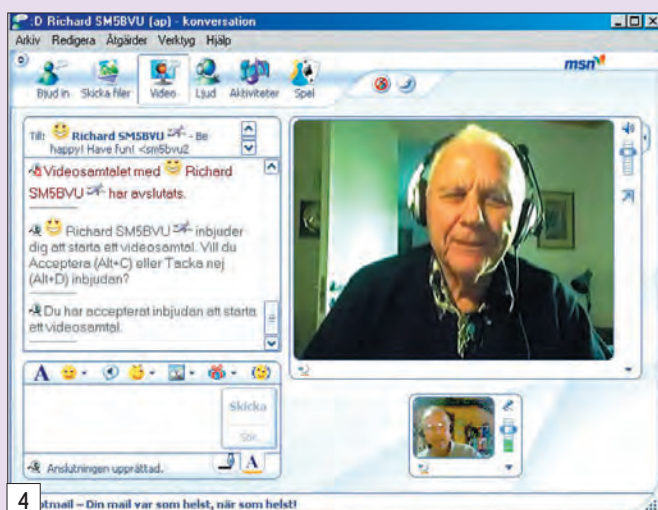 :D Richard SM5BVU (ap) - konversation
Arkiv Redigera Åtgärder Verktyg Hjälp
msn
Bjud in Skicka filer Video Ljud Aktiviteter Spel
Till: Richard SM5BVU - Be
happy! Have fun! <sm5bvu2
Videosamtalet med Richard
SM5BVU har avslutats.
Richard SM5BVU inbjuder
dig att starta ett videosamtal. Vill du
Acceptera (Alt+C) eller Tacka nej
(Alt+D) inbjudan?
Du har accepterat inbjudan att starta
ett videosamtal.
A
Skicka
Sök
A
Anslutningen upprättad.
4
otmail – Din mail var som helst, när som helst!